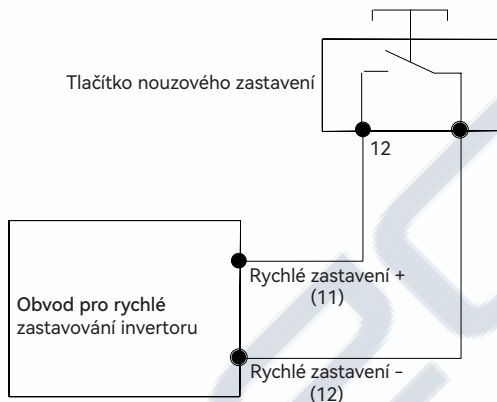 Tlačítko nouzového zastavení
12
Rychlé zastavení +
(11)
Obvod pro rychlé
zastavování invertoru
Rychlé zastavení -
(12)